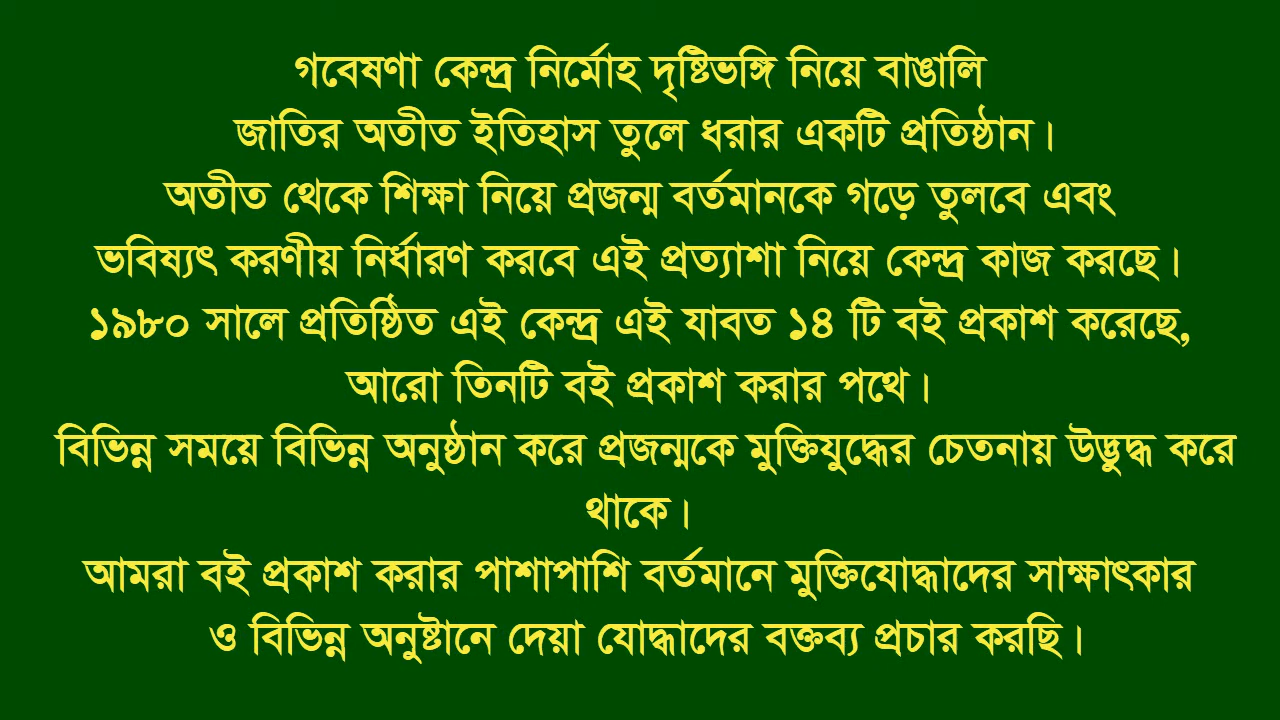 গবেষণা কেন্দ্র নির্মোহ দৃষ্টিভঙ্গি নিয়ে বাঙালি
জাতির অতীত ইতিহাস তুলে ধরার একটি প্রতিষ্ঠান।
অতীত থেকে শিক্ষা নিয়ে প্রজন্ম বর্তমানকে গড়ে তুলবে এবং
ভবিষ্যৎ করণীয় নির্ধারণ করবে এই প্রত্যাশা নিয়ে কেন্দ্র কাজ করছে।
১৯৮০ সালে প্রতিষ্ঠিত এই কেন্দ্র এই যাবত ১৪ টি বই প্রকাশ করেছে,
আরো তিনটি বই প্রকাশ করার পথে।
বিভিন্ন সময়ে বিভিন্ন অনুষ্ঠান করে প্রজন্মকে মুক্তিযুদ্ধের চেতনায় উদ্ভুদ্ধ করে
থাকে।
আমরা বই প্রকাশ করার পাশাপাশি বর্তমানে মুক্তিযোদ্ধাদের সাক্ষাৎকার
ও বিভিন্ন অনুষ্টানে দেয়া যোদ্ধাদের বক্তব্য প্রচার করছি।